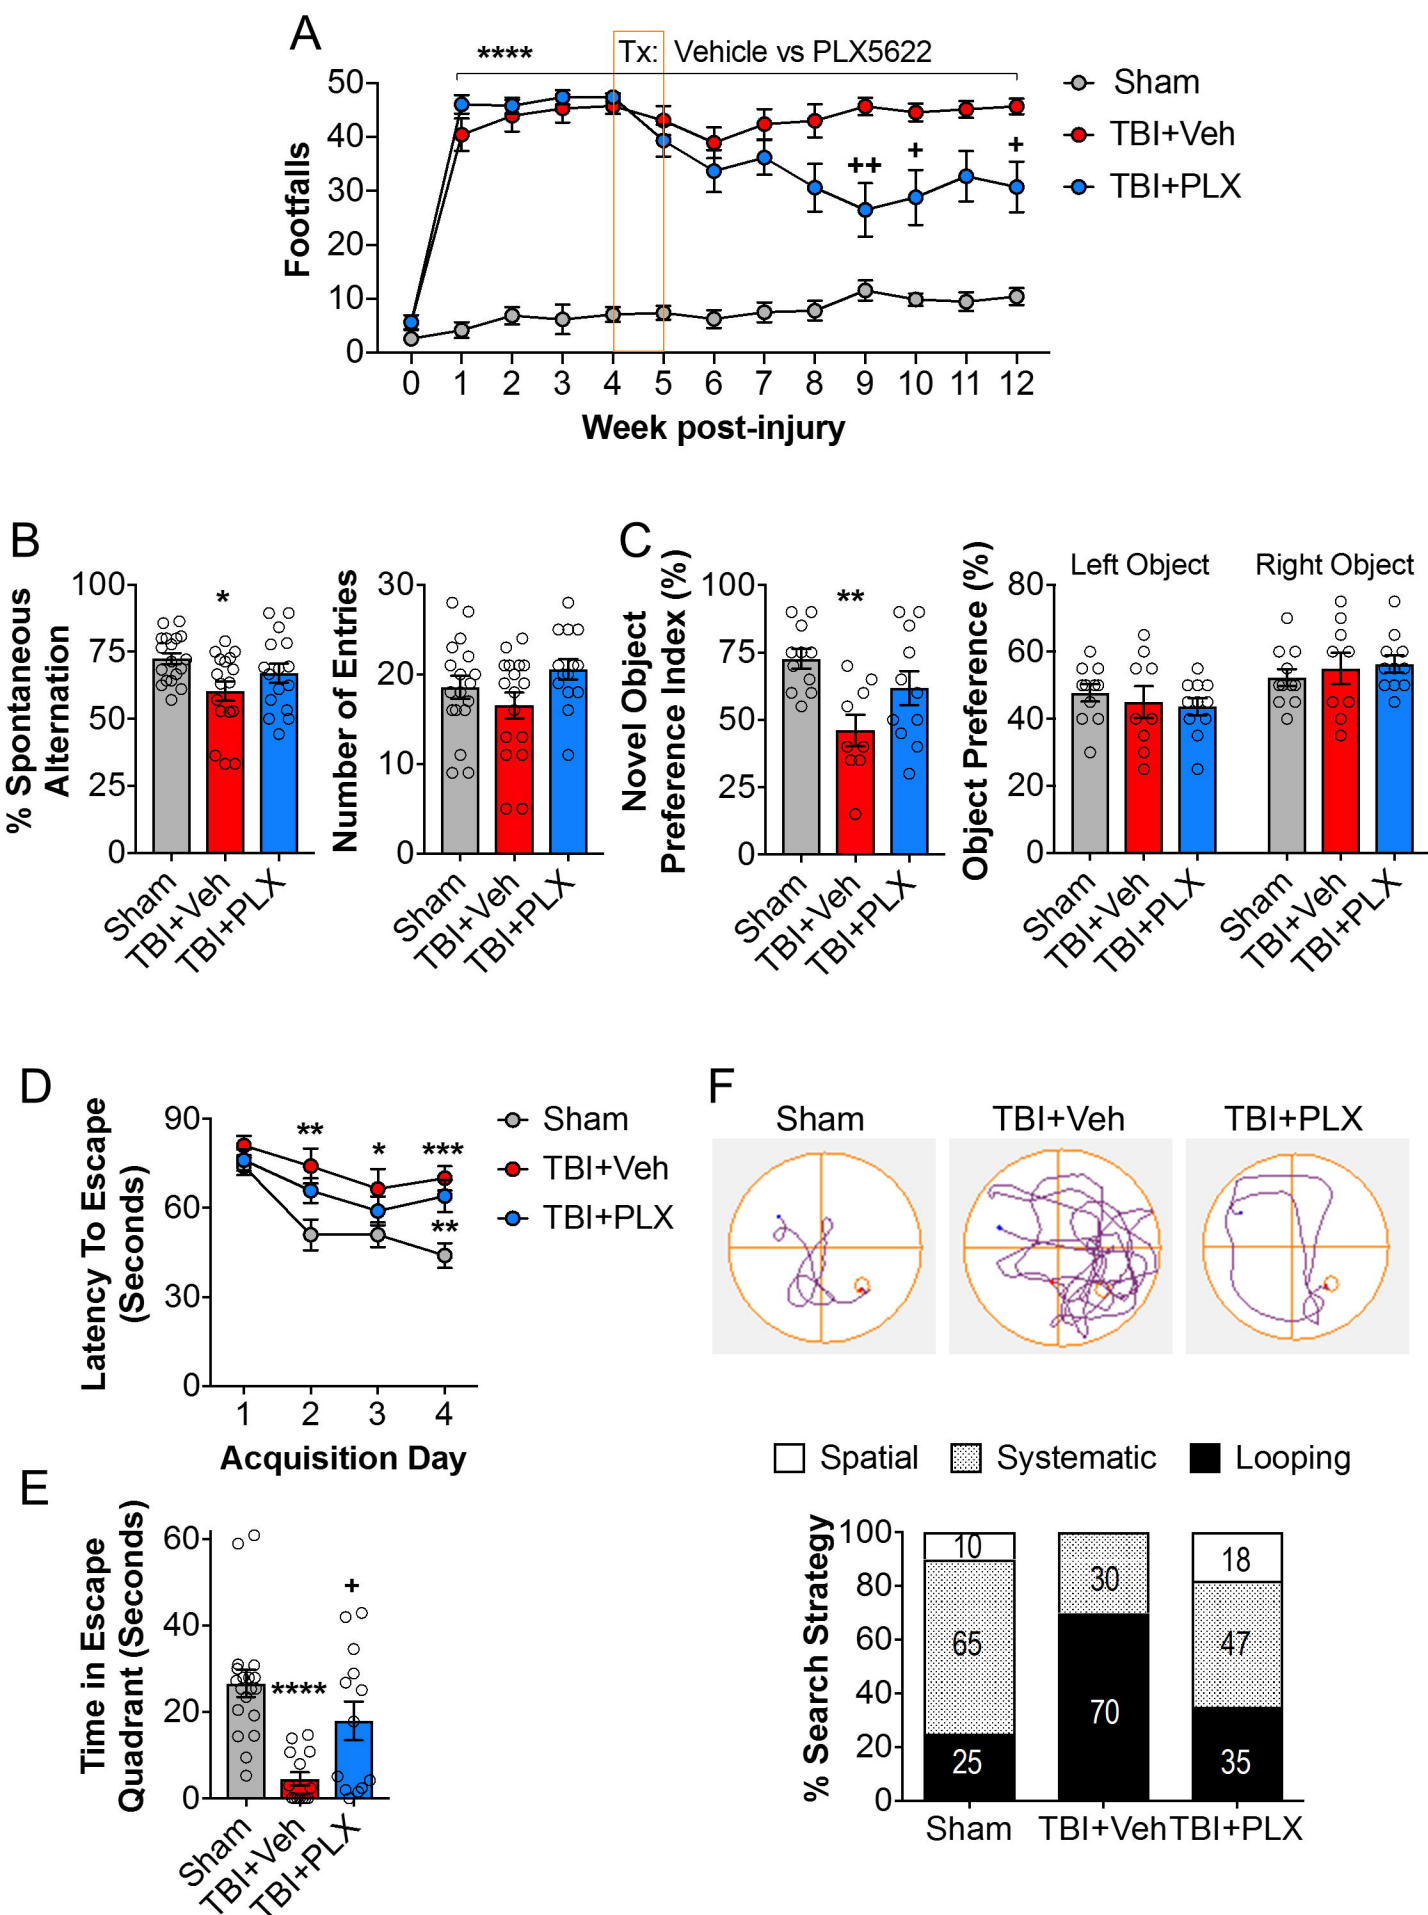 A
Tx: Vehicle vs PLX5622
****
Sham
TBI+Veh
TBI+PLX
++
+
+
Footfalls
50
40
30
20
10
0
0 1 2 3 4 5 6 7 8 9 10 11 12
Week post-injury
B
% Spontaneous
Alternation
100
75
50
25
0
*
Sham
TBI+Veh
TBI+PLX
Number of Entries
30
20
10
0
Sham
TBI+Veh
TBI+PLX
C
Novel Object
Preference Index (%)
100
75
50
25
0
**
Sham
TBI+Veh
TBI+PLX
Object Preference (%)
80
60
40
20
0
Left Object
Right Object
Sham
TBI+Veh
TBI+PLX
Sham
TBI+Veh
TBI+PLX
D
Latency To Escape
(Seconds)
90
60
30
0
**
*
***
**
Sham
TBI+Veh
TBI+PLX
1 2 3 4
Acquisition Day
E
Time in Escape
Quadrant (Seconds)
60
40
20
0
****
+
Sham
TBI+Veh
TBI+PLX
F
Sham
TBI+Veh
TBI+PLX
Spatial
Systematic
Looping
% Search Strategy
100
80
60
40
20
0
10
65
25
30
70
18
47
35
Sham
TBI+Veh
TBI+PLX